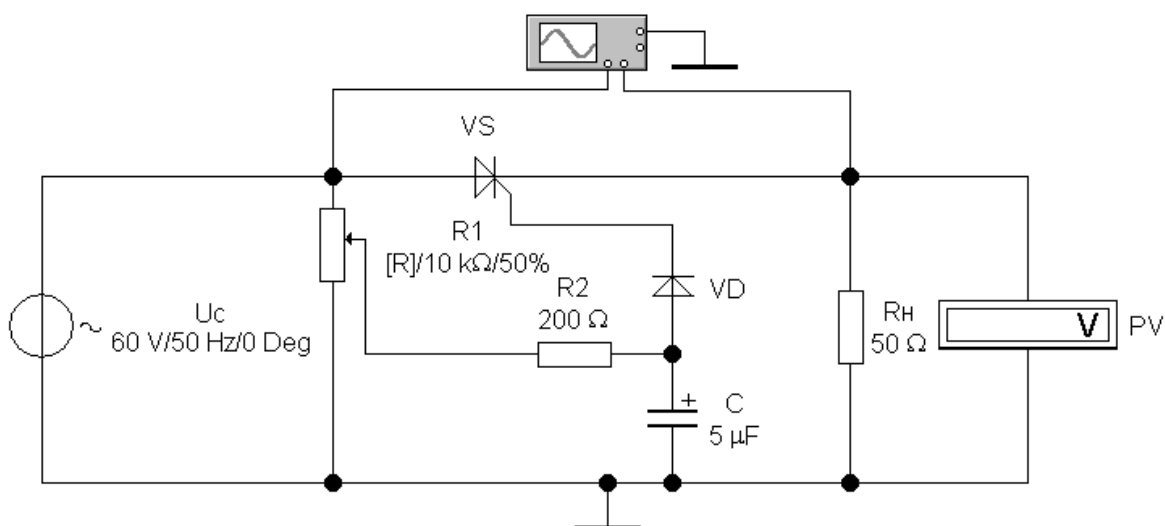 VS
R1
[R]/10 kΩ/50%
R2
200 Ω
VD
Uc
60 V/50 Hz/0 Deg
Rн
50 Ω
V
PV
+
C
5 µF